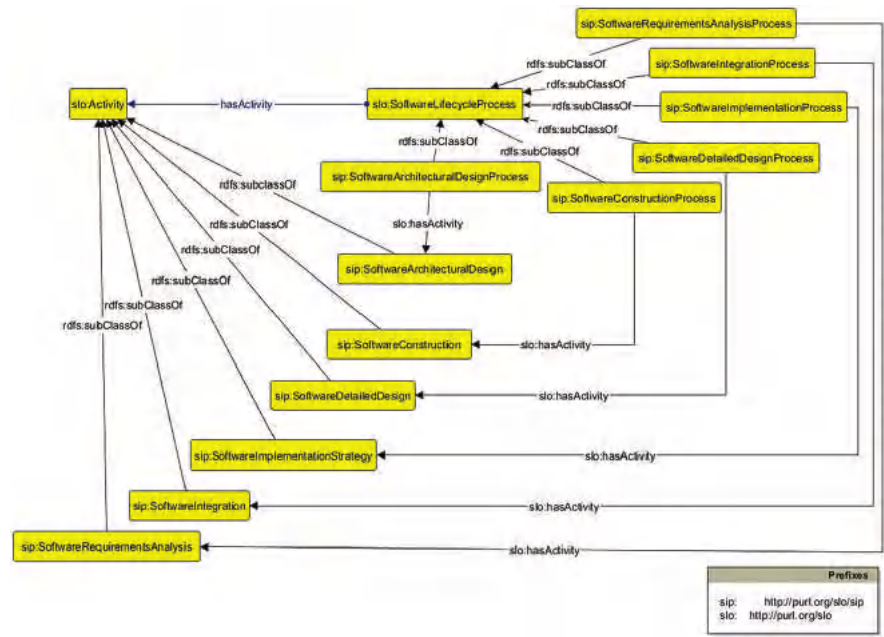 sip:SoftwareRequirementsAnalysisProcess
rdfs:subClassOf
sip:SoftwareIntegrationProcess
rdfs:subClassOf
slo:Activity
hasActivity
slo:SoftwareLifecycleProcess
rdfs:subClassOf
sip:SoftwareImplementationProcess
rdfs:subClassOf
rdfs:subClassOf
rdfs:subClassOf
sip:SoftwareDetailedDesignProcess
sip:SoftwareArchitecturalDesignProcess
rdfs:subclassOf
sip:SoftwareConstructionProcess
slo:hasActivity
rdfs:subClassOf
rdfs:subClassOf
sip:SoftwareArchitecturalDesign
rdfs:subClassOf
rdfs:subClassOf
rdfs:subClassOf
sip:SoftwareConstruction
slo:hasActivity
sip:SoftwareDetailedDesign
slo:hasActivity
sip:SoftwareImplementationStrategy
slo:hasActivity
sip:SoftwareIntegration
slo:hasActivity
sip:SoftwareRequirementsAnalysis
slo:hasActivity
Prefixes
sip: http://purl.org/slo/sip
slo: http://purl.org/slo